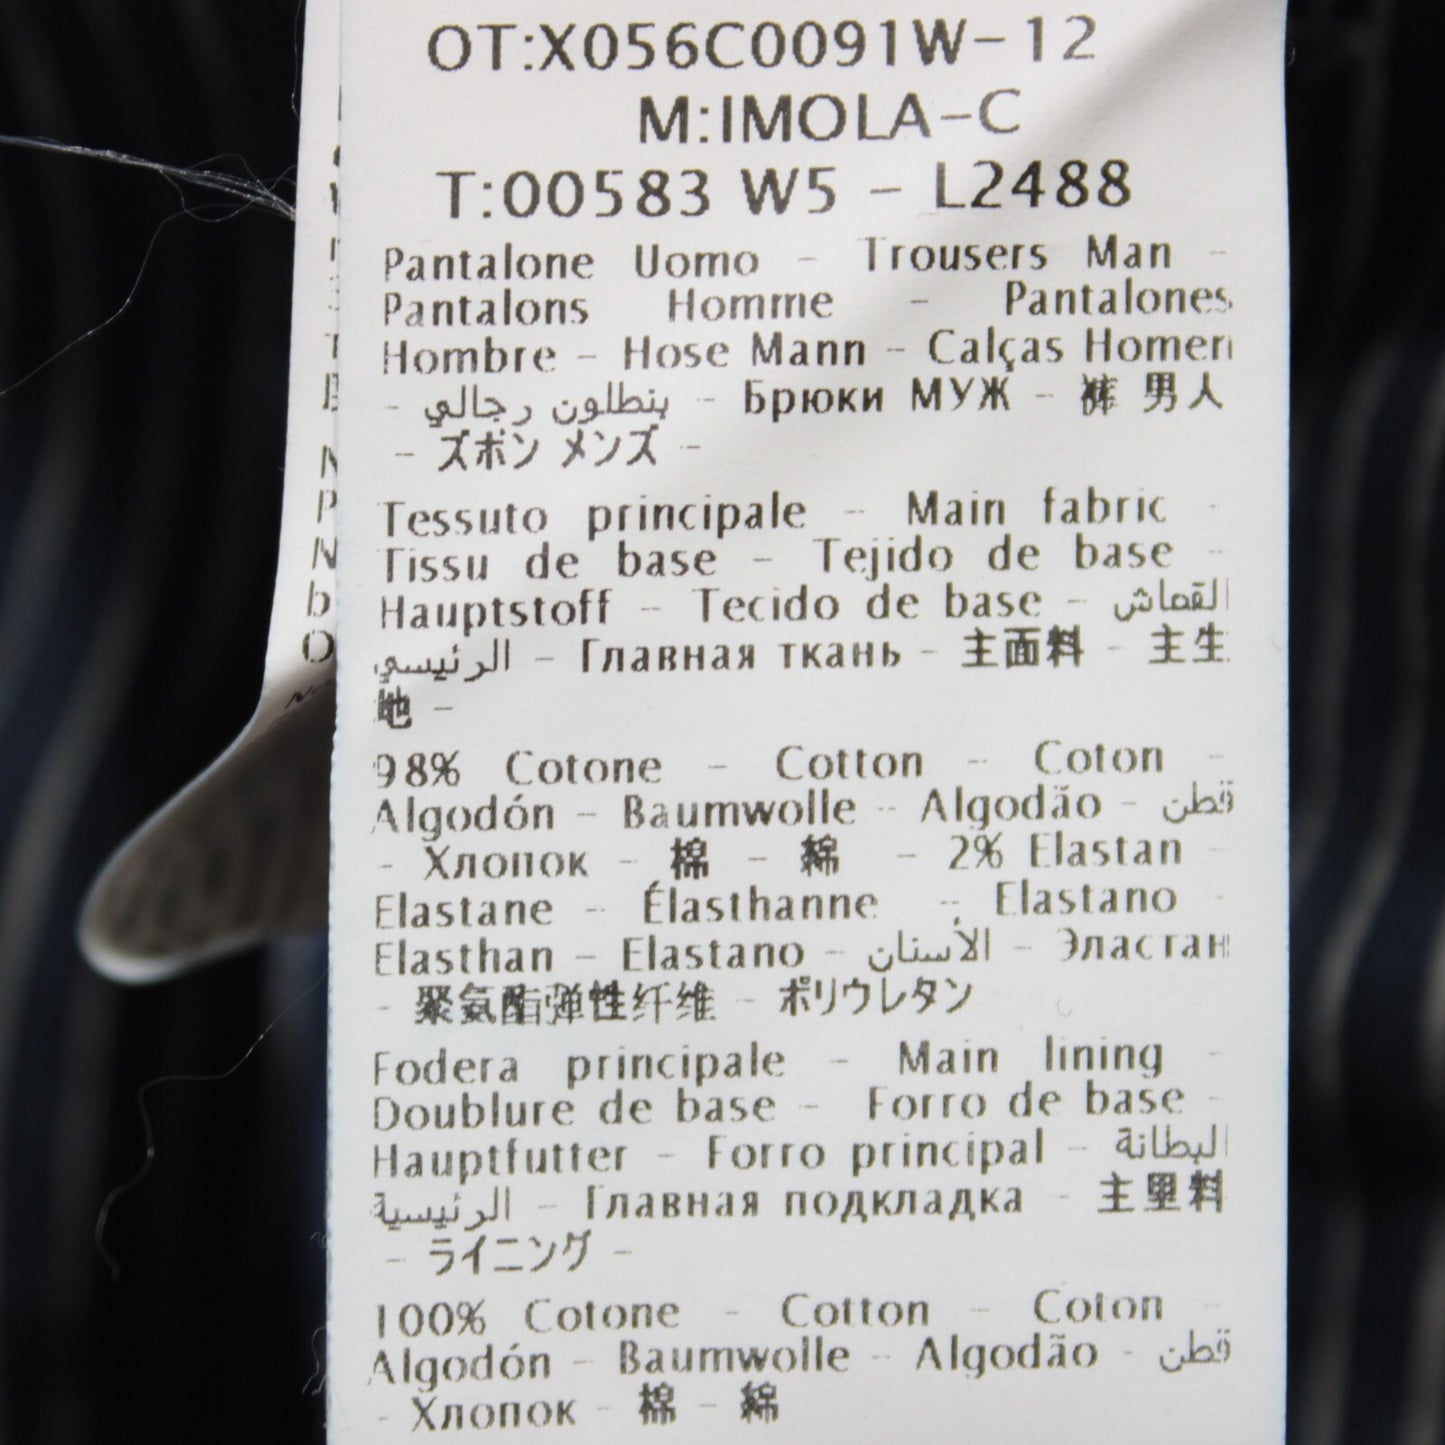 OT:X056C0091W-12
M:IMOLA-C
T:00583 W5 - L2488
Pantalone Uomo - Trousers Man -
Pantalons Homme - Pantalones
Hombre - Hose Mann - Calças Homem
- بنطلون رجالي - Брюки МУЖ - 裤 男人
- ズボン メンズ -
Tessuto principale - Main fabric -
Tissu de base - Tejido de base -
Hauptstoff - Tecido de base - القماش
الرئيسي - Главная ткань - 主面料 - 主生
地 -
98% Cotone - Cotton - Coton -
Algodón - Baumwolle - Algodão - قطن
- Хлопок - 棉 - 綿 - 2% Elastan -
Elastane - Élasthanne - Elastano -
Elasthan - Elastano - الأسنان - Эластан
- 聚氨酯弹性纤维 - ポリウレタン
Fodera principale - Main lining -
Doublure de base - Forro de base -
Hauptfutter - Forro principal - البطانة
الرئيسية - Главная подкладка - 主里料
- ライニング -
100% Cotone - Cotton - Coton -
Algodón - Baumwolle - Algodão - قطن
- Хлопок - 棉 - 綿